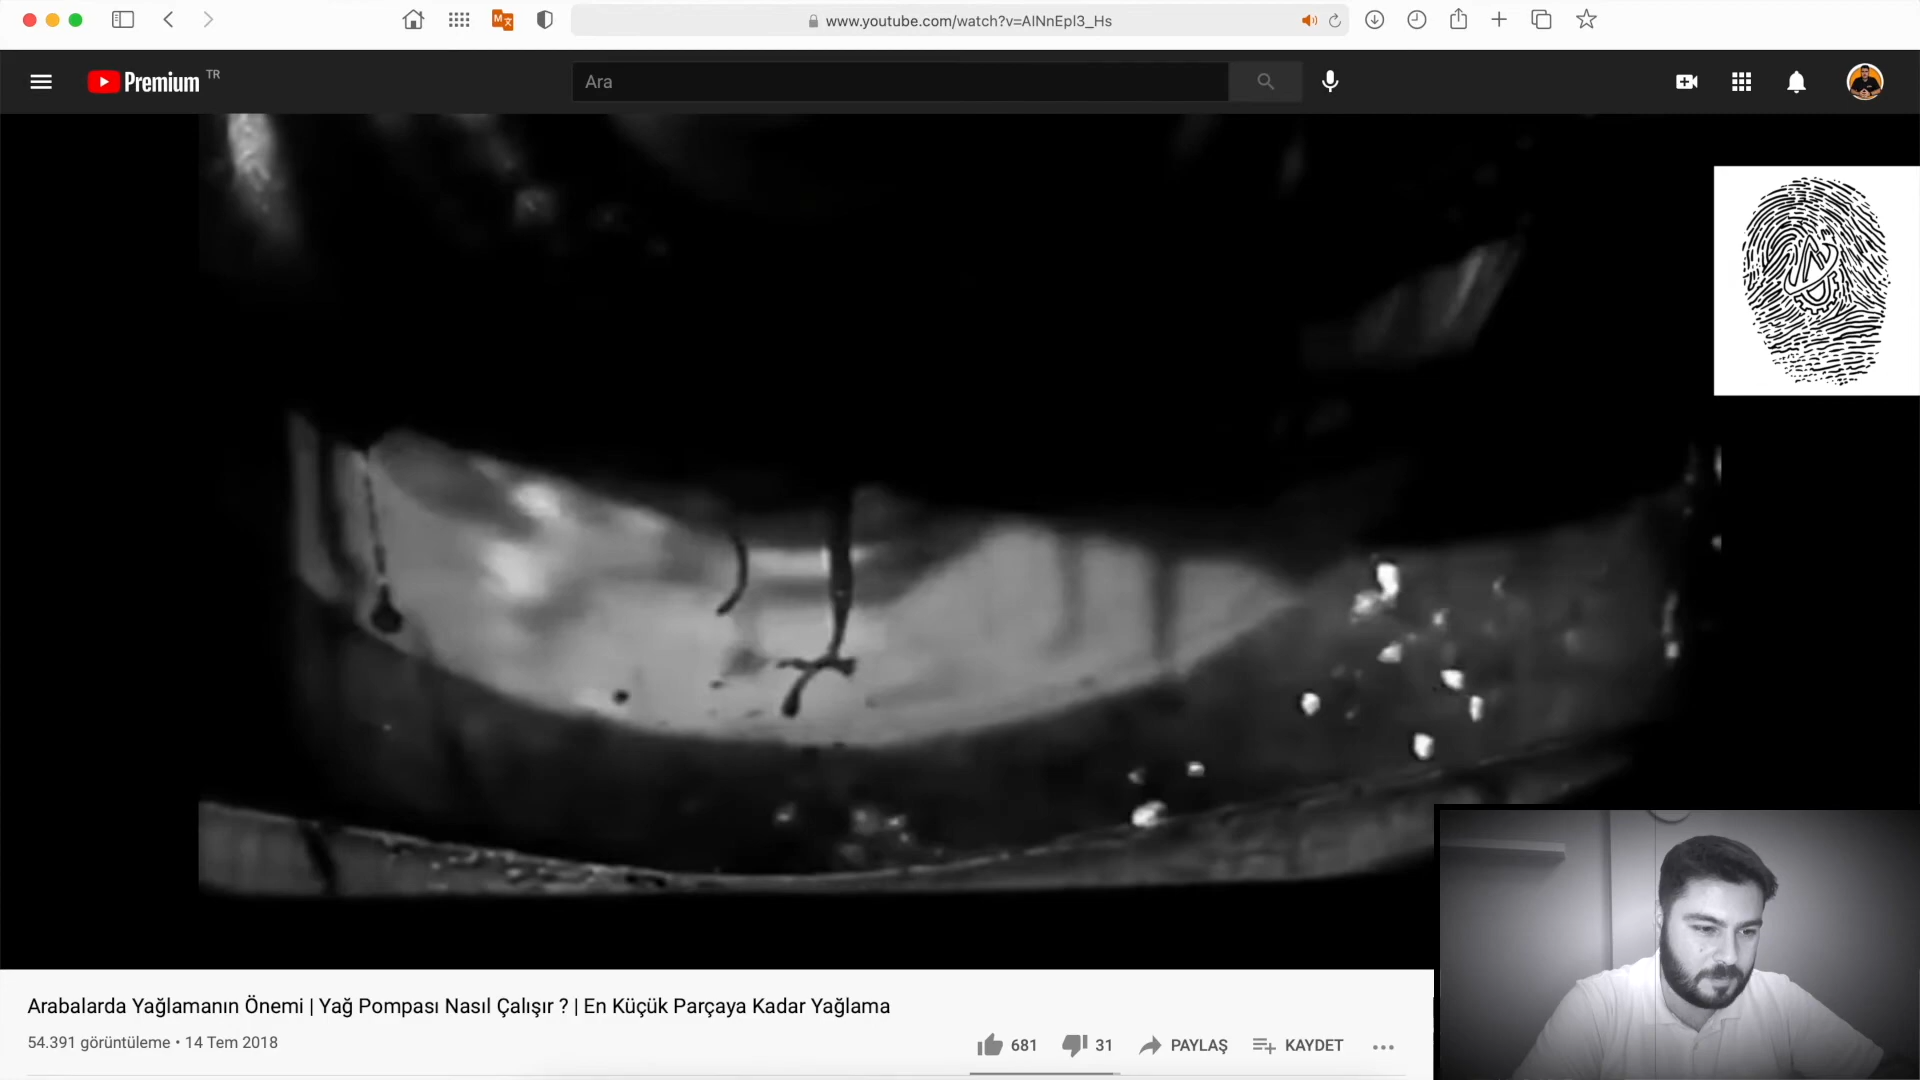 www.youtube.com/watch?v=AlNnEpl3_Hs
Premium TR
Ara
Arabalarda Yağlamanın Önemi | Yağ Pompası Nasıl Çalışır ? | En Küçük Parçaya Kadar Yağlama
54.391 görüntüleme • 14 Tem 2018
681
31
PAYLAŞ
KAYDET